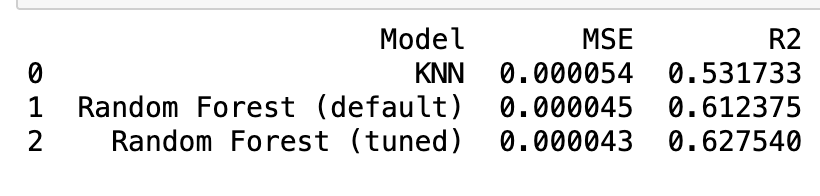 Model MSE R2
0 KNN 0.000054 0.531733
1 Random Forest (default) 0.000045 0.612375
2 Random Forest (tuned) 0.000043 0.627540